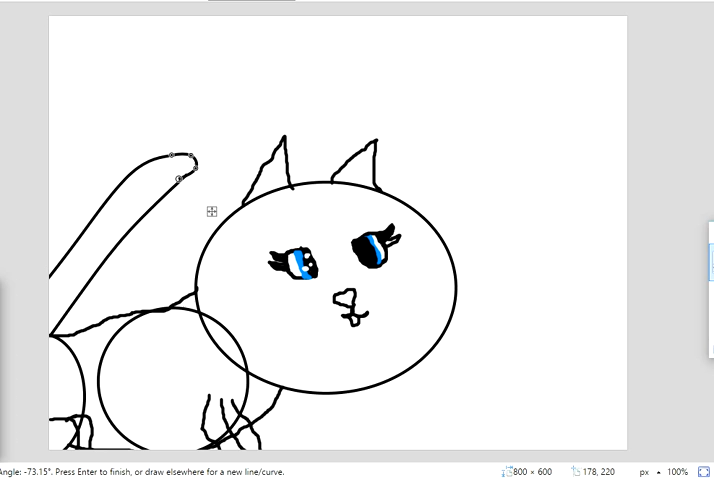 Angle: -73.15°. Press Enter to finish, or draw elsewhere for a new line/curve. 800 × 600 178, 220 px 100%